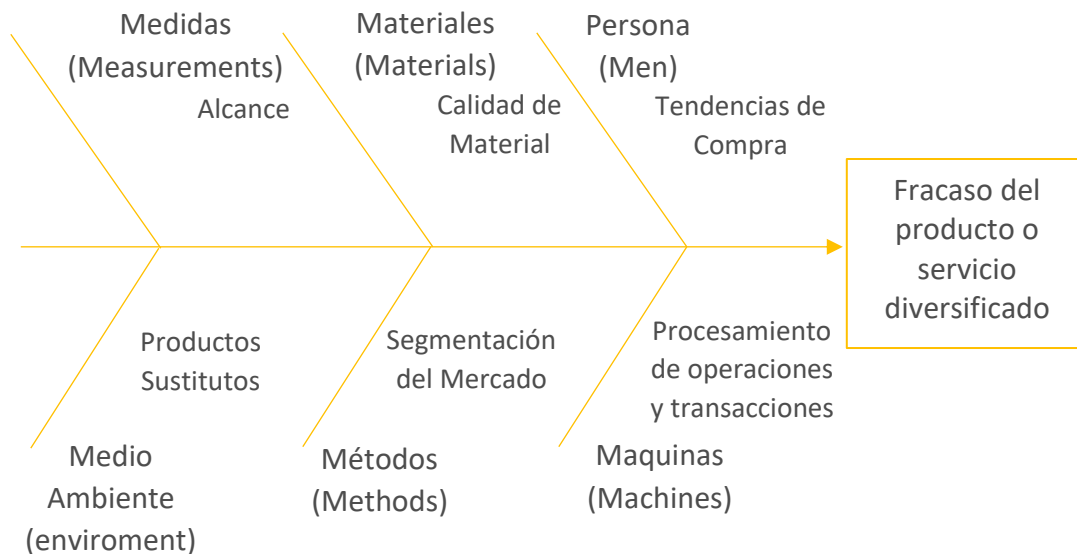 Medidas
(Measurements)
Alcance
Materiales
(Materials)
Calidad de
Material
Persona
(Men)
Tendencias de
Compra
Fracaso del
producto o
servicio
diversificado
Productos
Sustitutos
Medio
Ambiente
(enviroment)
Segmentación
del Mercado
Métodos
(Methods)
Procesamiento
de operaciones
y transacciones
Maquinas
(Machines)